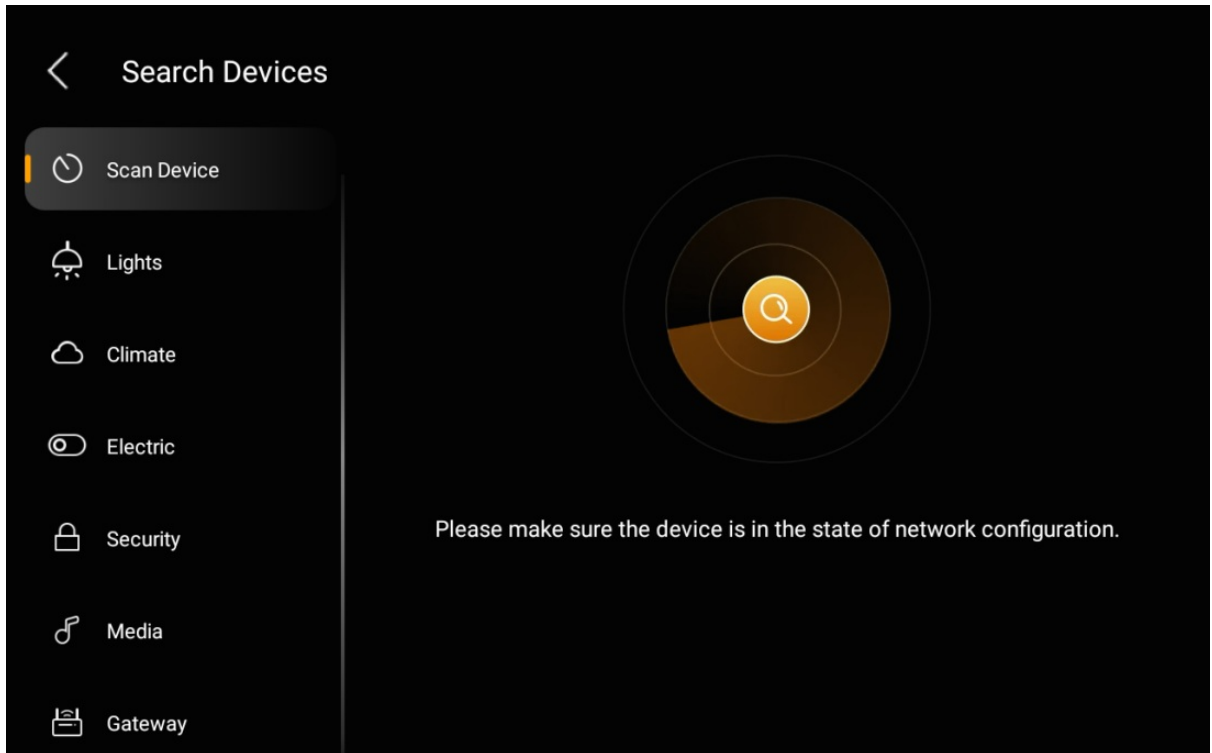 Search Devices
Scan Device
Lights
Climate
Electric
Security
Media
Gateway
Please make sure the device is in the state of network configuration.